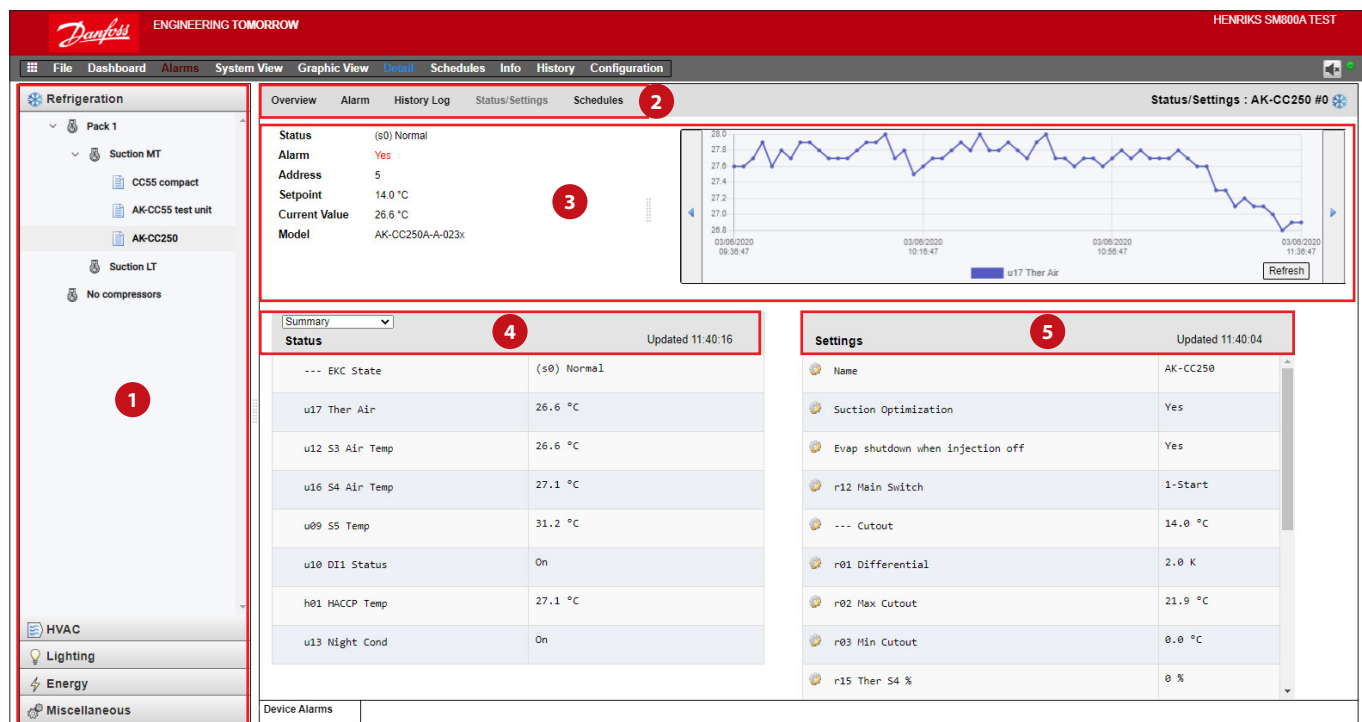 Danfoss ENGINEERING TOMORROW
HENRIKS SM800A TEST
File Dashboard Alarms System View Graphic View Detail Schedules Info History Configuration
Refrigeration
Pack 1
Suction MT
CC55 compact
AK-CC55 test unit
AK-CC250
Suction LT
No compressors
1
HVAC
Lighting
Energy
Miscellaneous
Overview Alarm History Log Status/Settings Schedules 2
Status/Settings : AK-CC250 #0
Status (s0) Normal
Alarm Yes
Address 5
Setpoint 14.0 °C
Current Value 26.6 °C
Model AK-CC250A-A-023x
3
28.0
27.8
27.6
27.4
27.2
27.0
26.8
03/06/2020 03/06/2020 03/06/2020 03/06/2020
09:36:47 10:16:47 10:56:47 11:36:47
u17 Ther Air
Refresh
Summary
4
Status Updated 11:40:16
--- EKC State (s0) Normal
u17 Ther Air 26.6 °C
u12 S3 Air Temp 26.6 °C
u16 S4 Air Temp 27.1 °C
u09 S5 Temp 31.2 °C
u10 DI1 Status On
h01 HACCP Temp 27.1 °C
u13 Night Cond On
5
Settings Updated 11:40:04
Name AK-CC250
Suction Optimization Yes
Evap shutdown when injection off Yes
r12 Main Switch 1-Start
--- Cutout 14.0 °C
r01 Differential 2.0 K
r02 Max Cutout 21.9 °C
r03 Min Cutout 0.0 °C
r15 Ther S4 % 0 %
Device Alarms